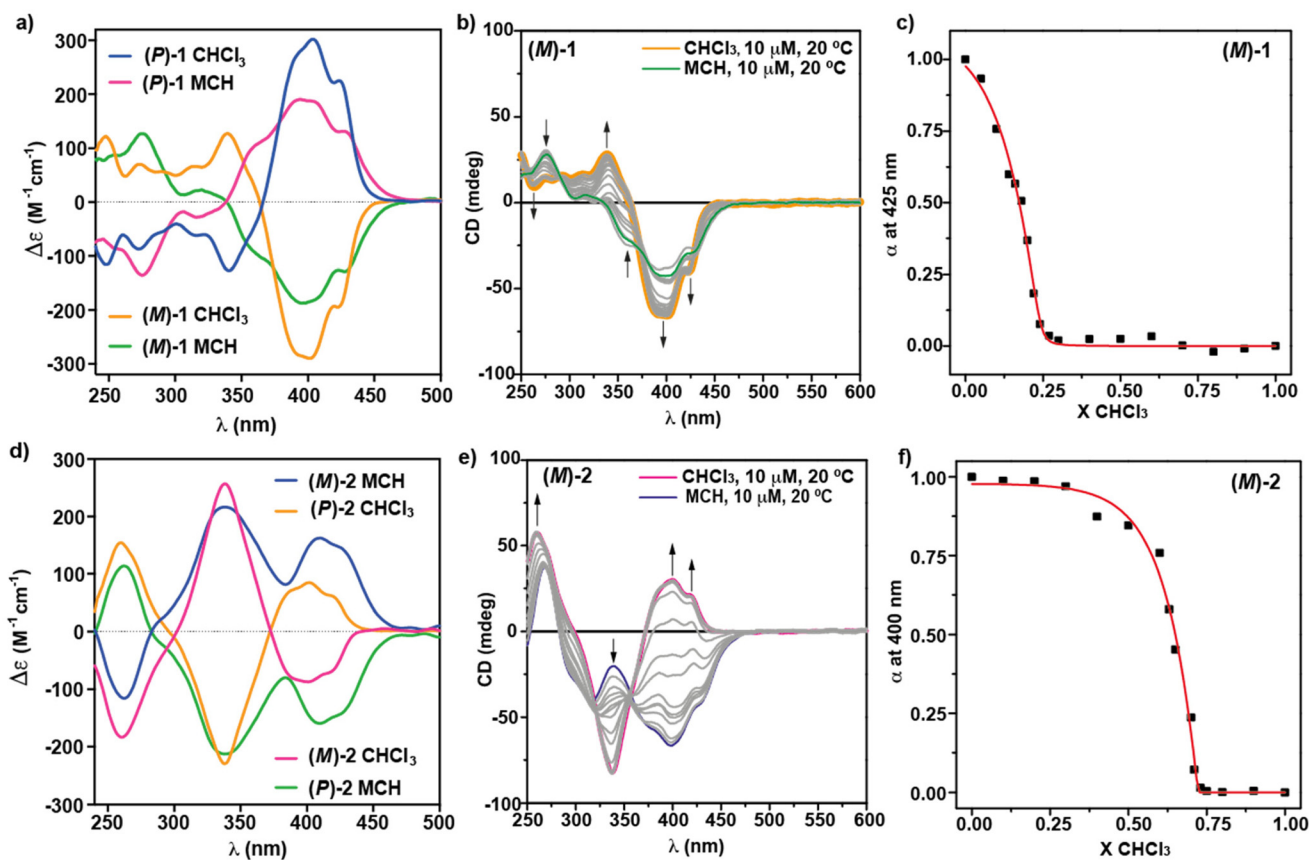 a)
(P)-1 CHCl3
(P)-1 MCH
(M)-1 CHCl3
(M)-1 MCH
300
200
100
0
-100
-200
-300
Δε (M-1 cm-1)
250 300 350 400 450 500
λ (nm)
b)
(M)-1
CHCl3, 10 μM, 20 ºC
MCH, 10 μM, 20 ºC
100
50
0
-50
-100
CD (mdeg)
250 300 350 400 450 500 550 600
λ (nm)
c)
(M)-1
1.00
0.75
0.50
0.25
0.00
α at 425 nm
0.00 0.25 0.50 0.75 1.00
X CHCl3
d)
(M)-2 MCH
(P)-2 CHCl3
(M)-2 CHCl3
(P)-2 MCH
300
200
100
0
-100
-200
-300
Δε (M-1 cm-1)
250 300 350 400 450 500
λ (nm)
e)
(M)-2
CHCl3, 10 μM, 20 ºC
MCH, 10 μM, 20 ºC
100
50
0
-50
-100
CD (mdeg)
250 300 350 400 450 500 550 600
λ (nm)
f)
(M)-2
1.00
0.75
0.50
0.25
0.00
α at 400 nm
0.00 0.25 0.50 0.75 1.00
X CHCl3